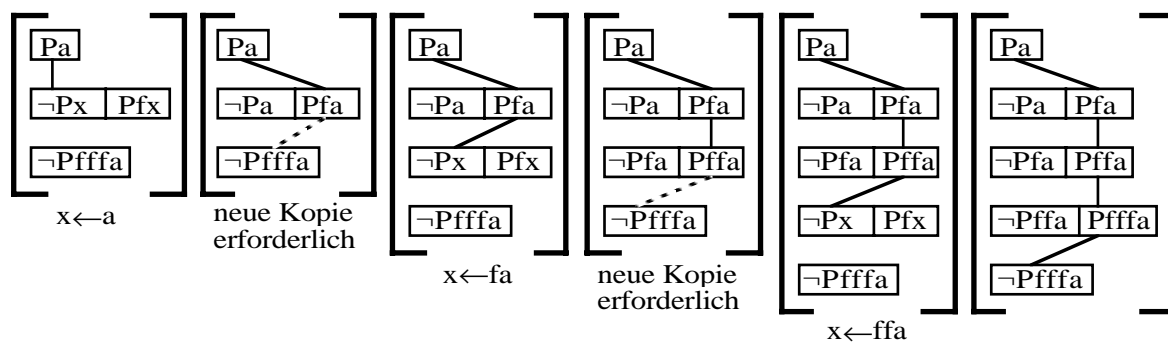 Pa
¬Px Pfx
¬Pfffa
x←a
Pa
¬Pa Pfa
¬Pfffa
neue Kopie
erforderlich
Pa
¬Pa Pfa
¬Px Pfx
¬Pfffa
x←fa
Pa
¬Pa Pfa
¬Pfa Pffa
¬Pfffa
neue Kopie
erforderlich
Pa
¬Pa Pfa
¬Pfa Pffa
¬Px Pfx
¬Pfffa
x←ffa
Pa
¬Pa Pfa
¬Pfa Pffa
¬Pffa Pfffa
¬Pfffa